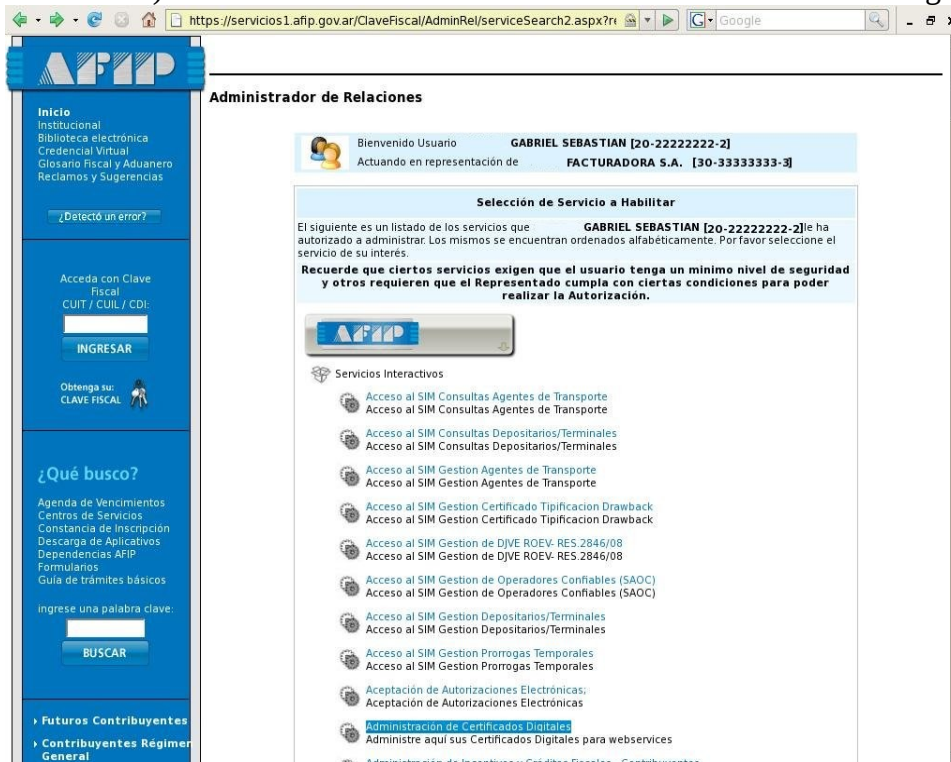 https://servicios1.afip.gov.ar/ClaveFiscal/AdminRel/serviceSearch2.aspx?r
Google
AFIP
Inicio
Institucional
Biblioteca electrónica
Credencial Virtual
Glosario Fiscal y Aduanero
Reclamos y Sugerencias
¿Detectó un error?
Acceda con Clave
Fiscal
CUIT / CUIL / CDI:
INGRESAR
Obtenga su:
CLAVE FISCAL
¿Qué busco?
Agenda de Vencimientos
Centros de Servicios
Constancia de Inscripción
Descarga de Aplicativos
Dependencias AFIP
Formularios
Guía de trámites básicos
ingrese una palabra clave:
BUSCAR
Futuros Contribuyentes
Contribuyentes Régimen
General
Administrador de Relaciones
Bienvenido Usuario GABRIEL SEBASTIAN [20-22222222-2]
Actuando en representación de FACTURADORA S.A. [30-33333333-3]
Selección de Servicio a Habilitar
El siguiente es un listado de los servicios que GABRIEL SEBASTIAN [20-22222222-2]le ha
autorizado a administrar. Los mismos se encuentran ordenados alfabéticamente. Por favor seleccione el
servicio de su interés.
Recuerde que ciertos servicios exigen que el usuario tenga un minimo nivel de seguridad
y otros requieren que el Representado cumpla con ciertas condiciones para poder
realizar la Autorización.
AFIP
Servicios Interactivos
Acceso al SIM Consultas Agentes de Transporte
Acceso al SIM Consultas Agentes de Transporte
Acceso al SIM Consultas Depositarios/Terminales
Acceso al SIM Consultas Depositarios/Terminales
Acceso al SIM Gestion Agentes de Transporte
Acceso al SIM Gestion Agentes de Transporte
Acceso al SIM Gestion Certificado Tipificacion Drawback
Acceso al SIM Gestion Certificado Tipificacion Drawback
Acceso al SIM Gestion de DJVE ROEV- RES.2846/08
Acceso al SIM Gestion de DJVE ROEV- RES.2846/08
Acceso al SIM Gestion de Operadores Confiables (SAOC)
Acceso al SIM Gestion de Operadores Confiables (SAOC)
Acceso al SIM Gestion Depositarios/Terminales
Acceso al SIM Gestion Depositarios/Terminales
Acceso al SIM Gestion Prorrogas Temporales
Acceso al SIM Gestion Prorrogas Temporales
Aceptación de Autorizaciones Electrónicas;
Aceptación de Autorizaciones Electrónicas
Administración de Certificados Digitales
Administre aquí sus Certificados Digitales para webservices
Administración de Incentivos y Créditos Fiscales - Contribuyentes